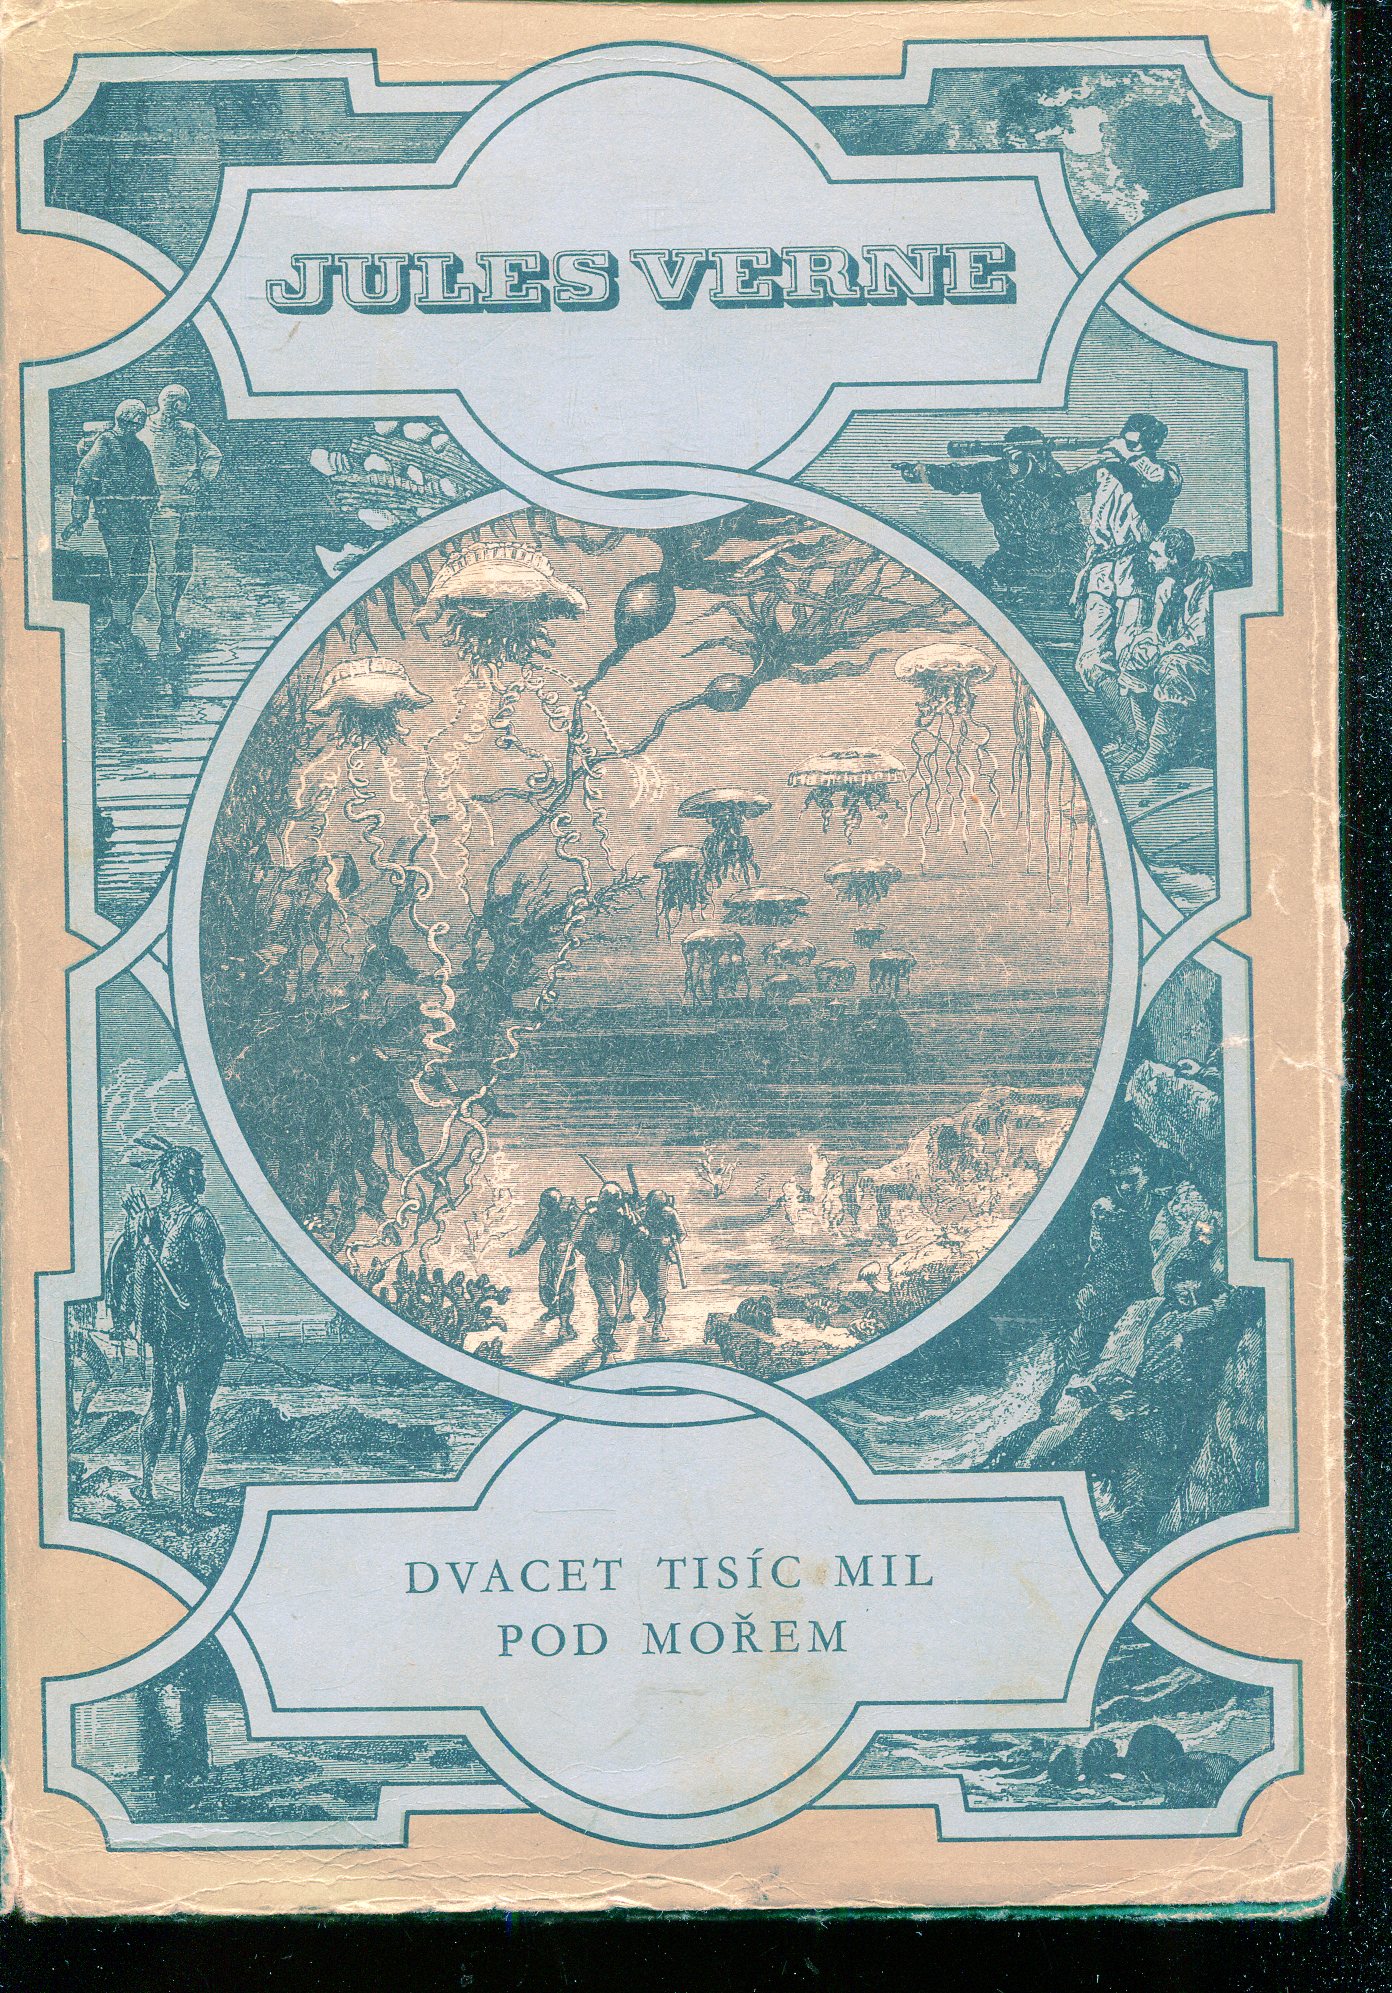 JULES VERNE
DVACET TISÍC MIL
POD MOŘEM